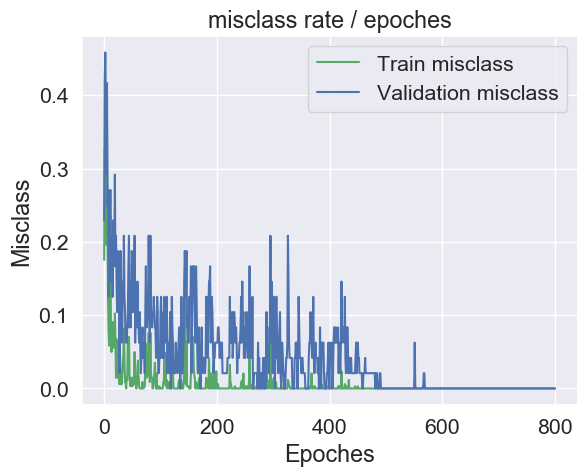 misclass rate / epoches
Train misclass
Validation misclass
Misclass
0.4
0.3
0.2
0.1
0.0
0
200
400
600
800
Epoches